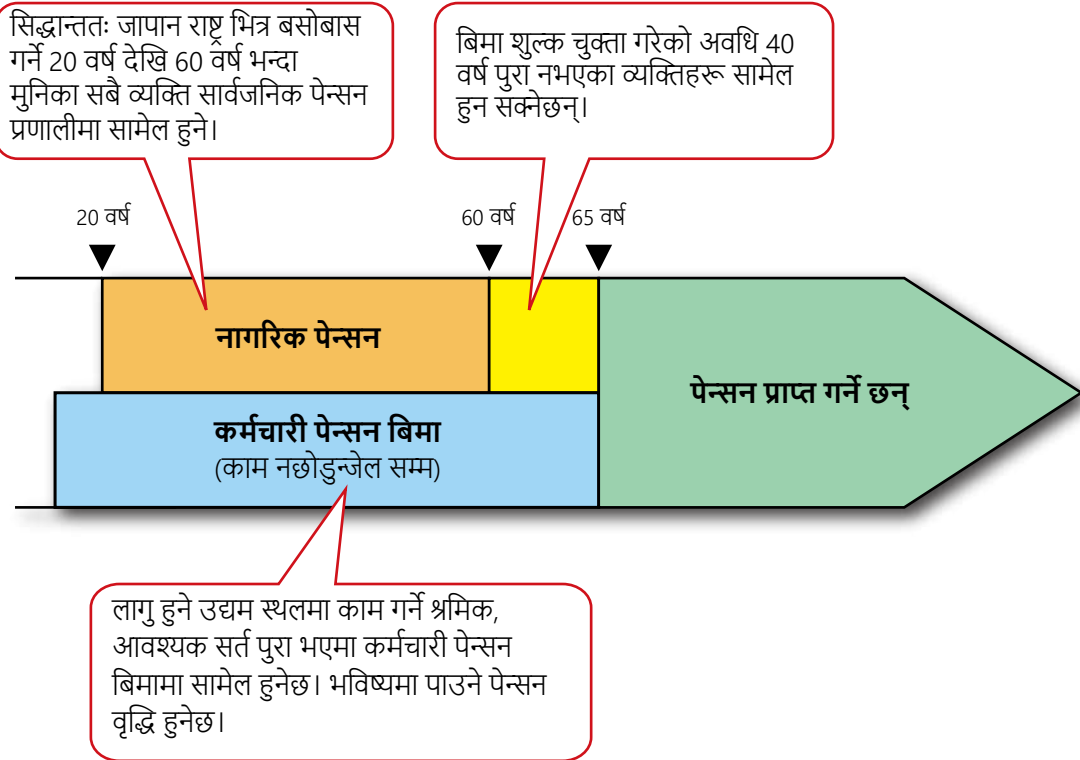 सिद्धान्ततः जापान राष्ट्र भित्र बसोबास
गर्ने 20 वर्ष देखि 60 वर्ष भन्दा
मुनिका सबै व्यक्ति सार्वजनिक पेन्सन
प्रणालीमा सामेल हुने।
बिमा शुल्क चुक्ता गरेको अवधि 40
वर्ष पुरा नभएका व्यक्तिहरू सामेल
हुन सक्नेछन्।
20 वर्ष
60 वर्ष
65 वर्ष
नागरिक पेन्सन
पेन्सन प्राप्त गर्ने छन्
कर्मचारी पेन्सन बिमा
(काम नछोडुन्जेल सम्म)
लागु हुने उद्यम स्थलमा काम गर्ने श्रमिक,
आवश्यक सर्त पुरा भएमा कर्मचारी पेन्सन
बिमामा सामेल हुनेछ। भविष्यमा पाउने पेन्सन
वृद्धि हुनेछ।